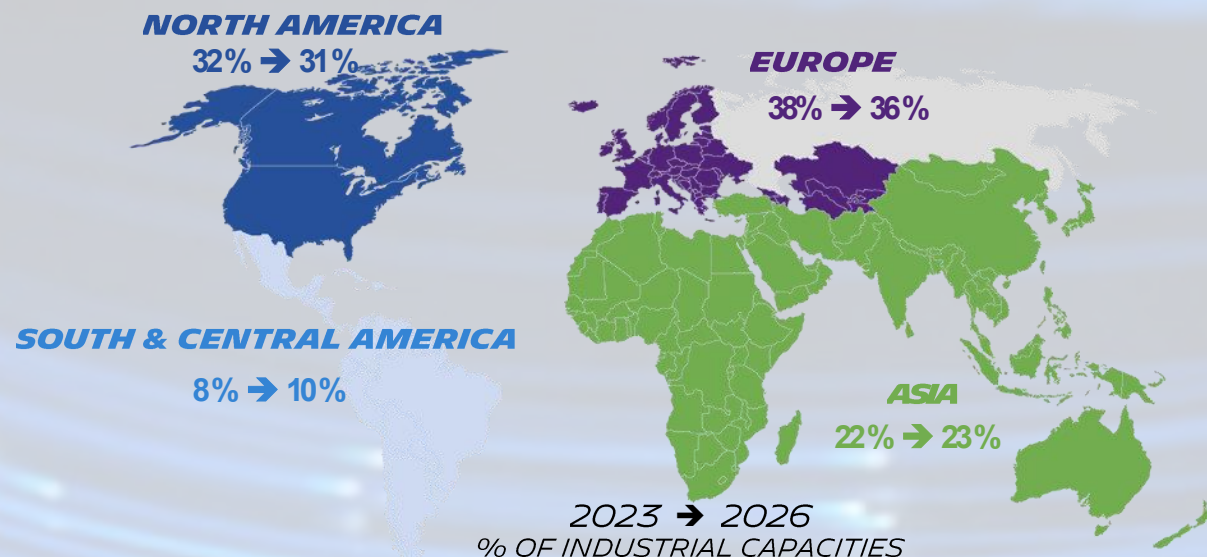 NORTH AMERICA
32% ➔ 31%
EUROPE
38% ➔ 36%
SOUTH & CENTRAL AMERICA
8% ➔ 10%
ASIA
22% ➔ 23%
2023 ➔ 2026
% OF INDUSTRIAL CAPACITIES